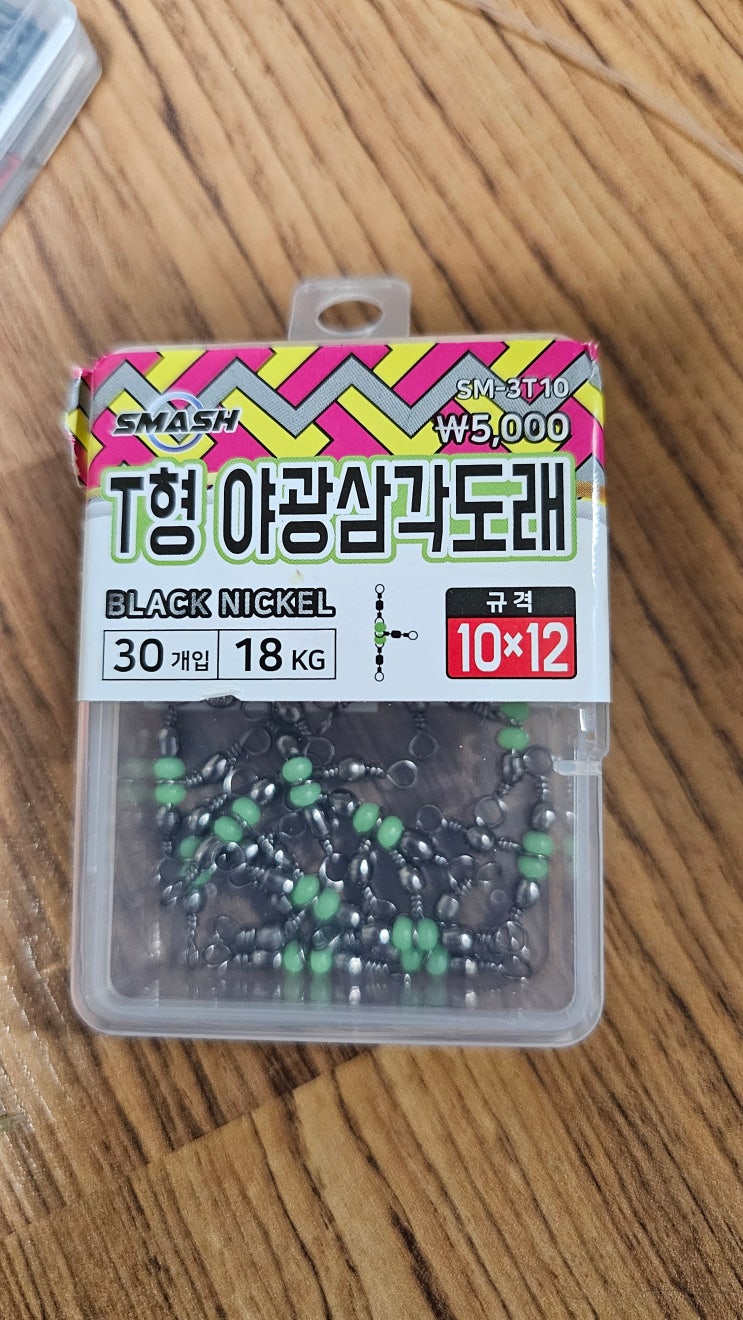 SM-3T10
SMASH
₩5,000
T형 야광삼각도래
BLACK NICKEL
30 개입 18 KG
규격
10×12